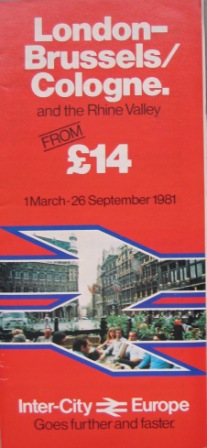 London–
Brussels/
Cologne.
and the Rhine Valley
FROM
£14
1 March - 26 September 1981
Inter-City Europe
Goes further and faster.